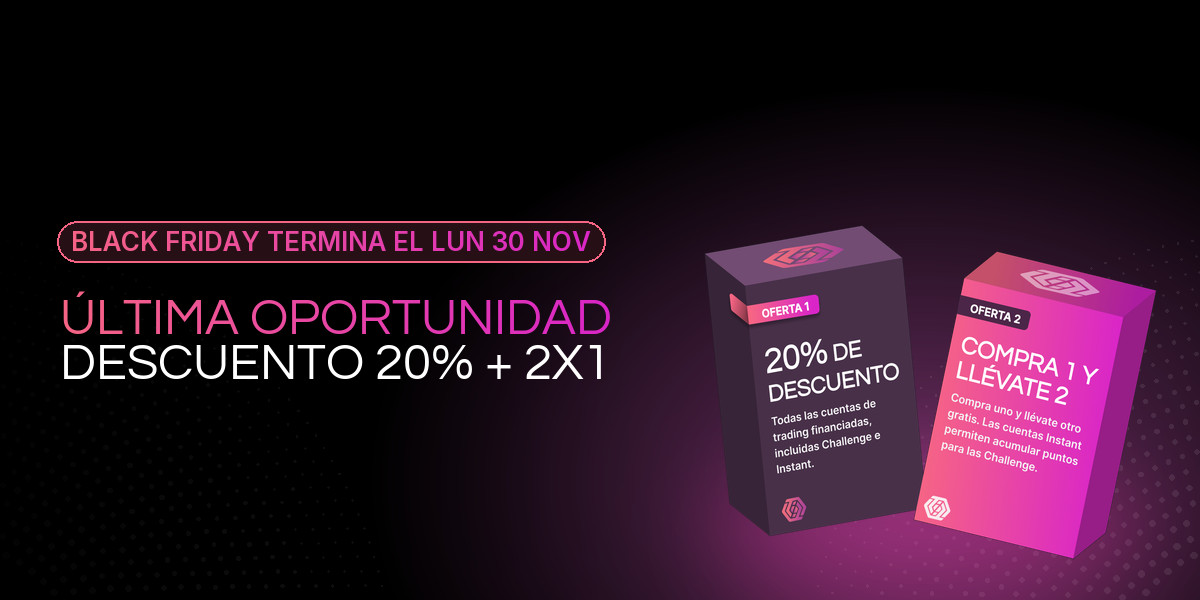 BLACK FRIDAY TERMINA EL LUN 30 NOV
ÚLTIMA OPORTUNIDAD
DESCUENTO 20% + 2X1
OFERTA 1
20% DE
DESCUENTO
Todas las cuentas de
trading financiadas,
incluidas Challenge e
Instant.
OFERTA 2
COMPRA 1 Y
LLÉVATE 2
Compra uno y llévate otro
gratis. Las cuentas Instant
permiten acumular puntos
para las Challenge.